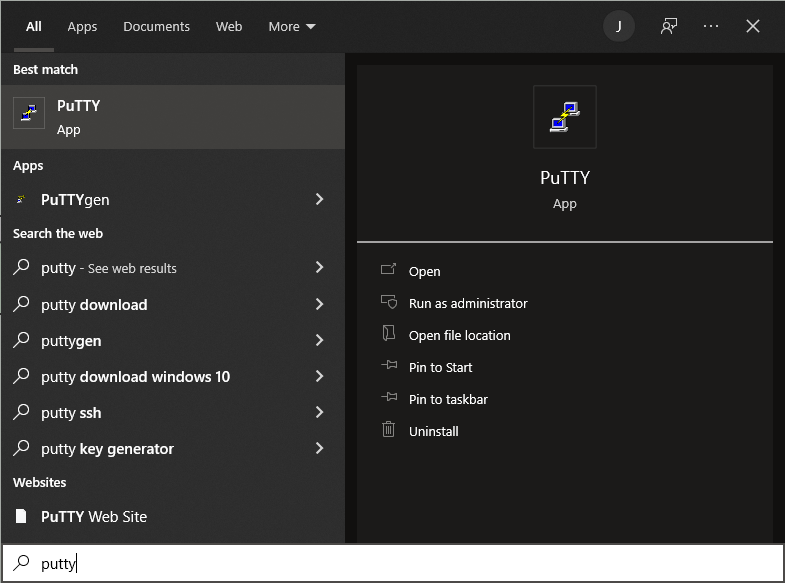 All Apps Documents Web More J
Best match
PuTTY
App
Apps
PuTTYgen
Search the web
putty - See web results
putty download
puttygen
putty download windows 10
putty ssh
putty key generator
Websites
PuTTY Web Site
putty
PuTTY
App
Open
Run as administrator
Open file location
Pin to Start
Pin to taskbar
Uninstall